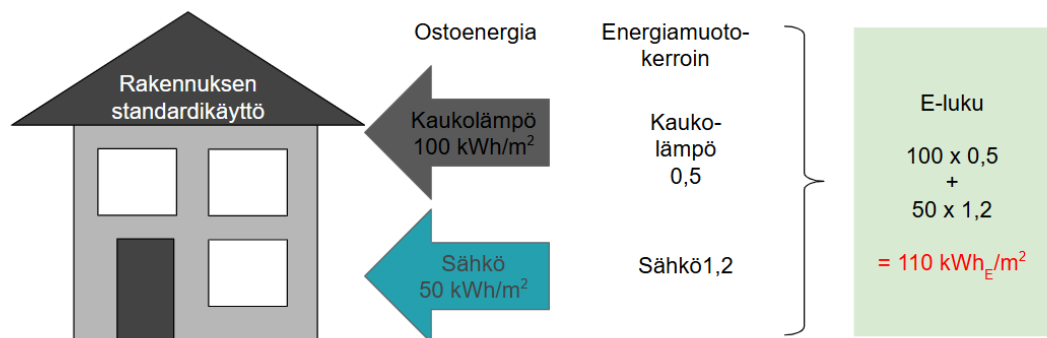 Rakennuksen
standardikäyttö
Ostoenergia
Kaukolämpö
100 kWh/m²
Sähkö
50 kWh/m²
Energiamuoto-
kerroin
Kauko-
lämpö
0,5
Sähkö1,2
E-luku
100 x 0,5
+
50 x 1,2
= 110 kWh_E/m²